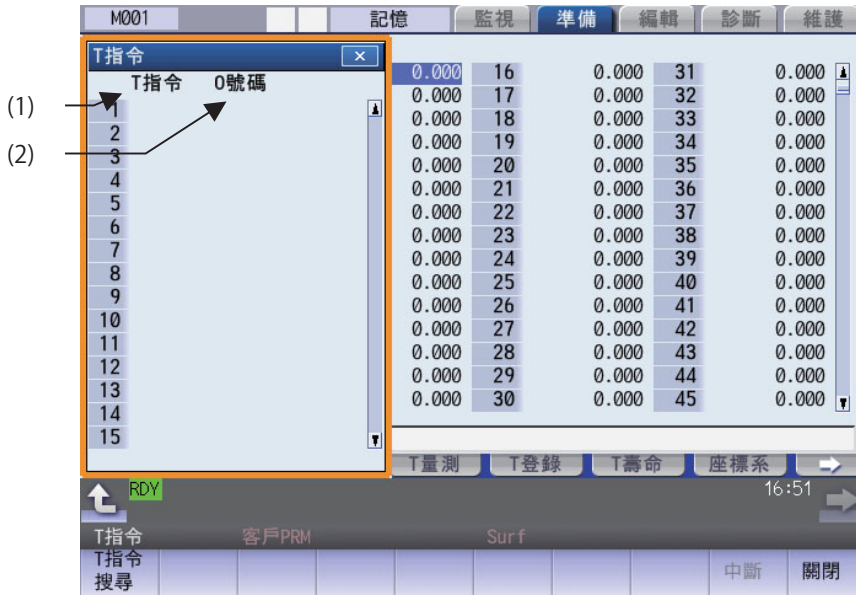 M001 記憶 監視 準備 編輯 診斷 維護
T指令
T指令 O號碼
(1)
(2)
1
2
3
4
5
6
7
8
9
10
11
12
13
14
15
0.000 16 0.000 31 0.000
0.000 17 0.000 32 0.000
0.000 18 0.000 33 0.000
0.000 19 0.000 34 0.000
0.000 20 0.000 35 0.000
0.000 21 0.000 36 0.000
0.000 22 0.000 37 0.000
0.000 23 0.000 38 0.000
0.000 24 0.000 39 0.000
0.000 25 0.000 40 0.000
0.000 26 0.000 41 0.000
0.000 27 0.000 42 0.000
0.000 28 0.000 43 0.000
0.000 29 0.000 44 0.000
0.000 30 0.000 45 0.000
T量測 T登錄 T壽命 座標系
RDY 16:51
T指令 客戶PRM Surf
T指令
搜尋 中斷 關閉